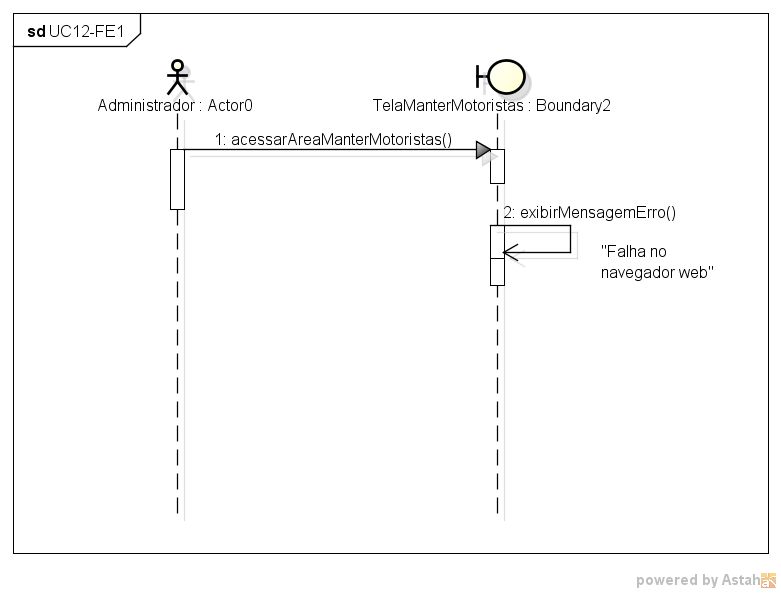 sd UC12-FE1
Administrador : Actor0
TelaManterMotoristas : Boundary2
1: acessarAreaManterMotoristas()
2: exibirMensagemErro()
"Falha no
navegador web"
powered by Astah